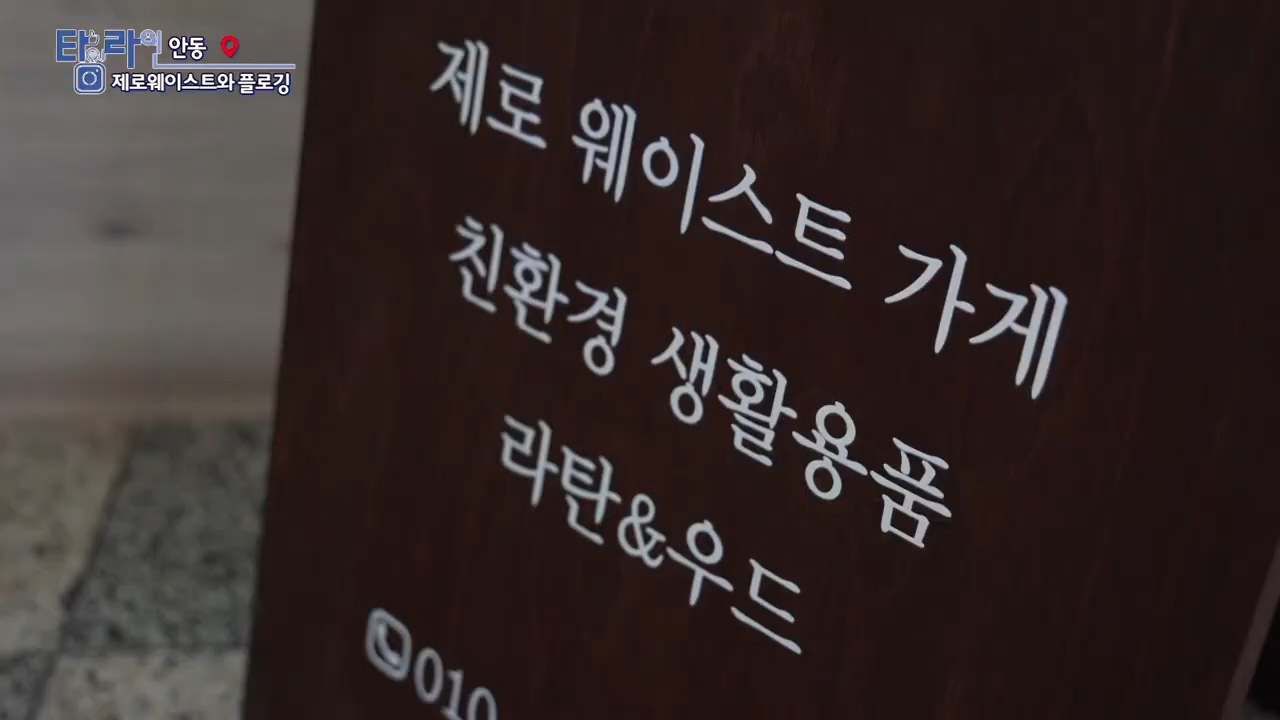 탐라인 안동
제로웨이스트와 플로깅
제로 웨이스트 가게
친환경 생활용품
라탄&우드
010